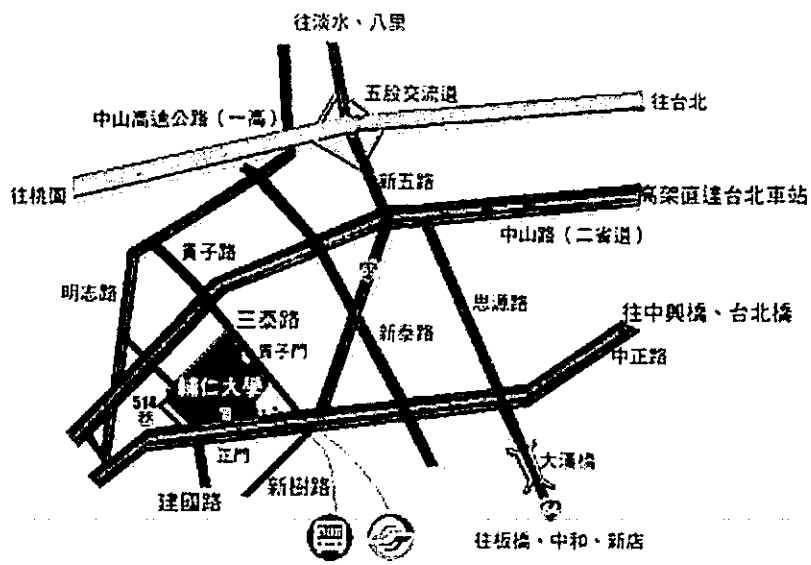 往淡水、八里
五股交流道
中山高速公路（一高）
往台北
往桃園
新五路
高架直達台北車站
中山路（二省道）
貴子路
明志路
思源路
三泰路
新泰路
往中興橋、台北橋
貴子門
中正路
輔仁大學
514
巷
正門
大漢橋
新樹路
建國路
往板橋、中和、新店